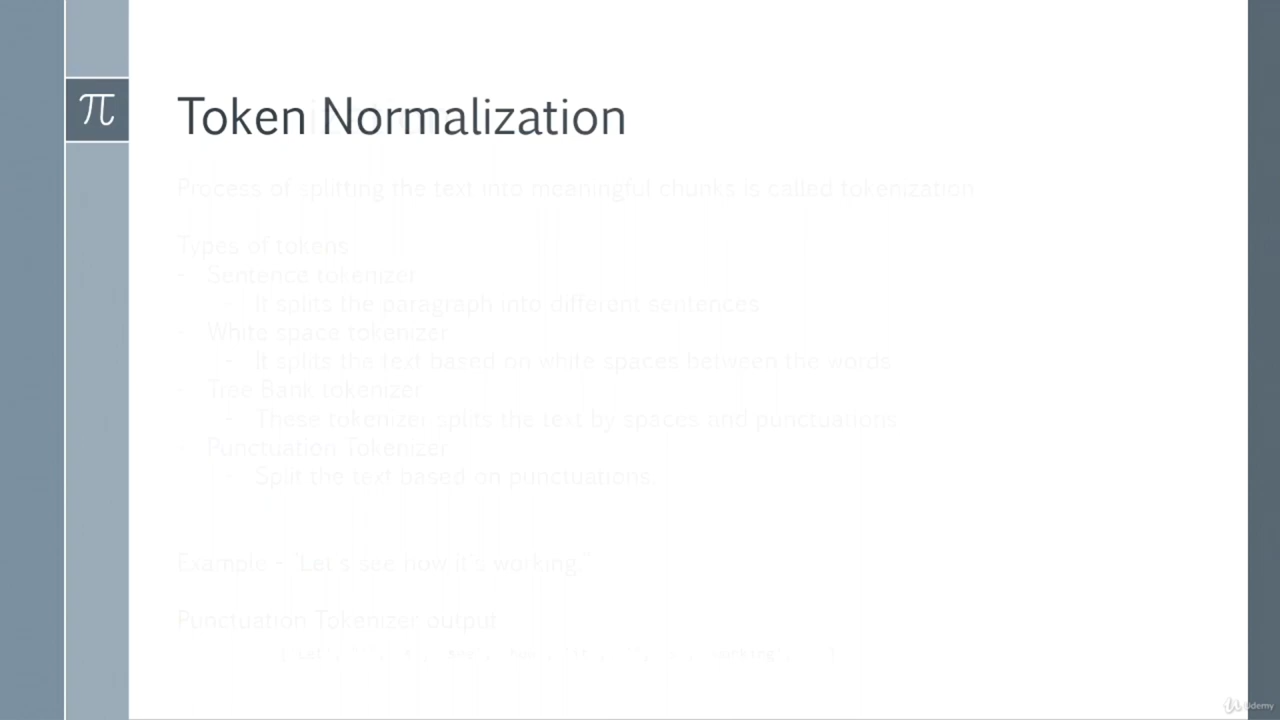 π
Token Normalization
Process of splitting the text into meaningful chunks is called tokenization
Types of tokens
- Sentence tokenizer
- It splits the paragraph into different sentences
- White space tokenizer
- It splits the text based on white spaces between the words
- Tree Bank tokenizer
- These tokenizer splits the text by spaces and punctuations
- Punctuation Tokenizer
- Split the text based on punctuations.
Example – "Let's see how it's working."
Punctuation Tokenizer output
Udemy